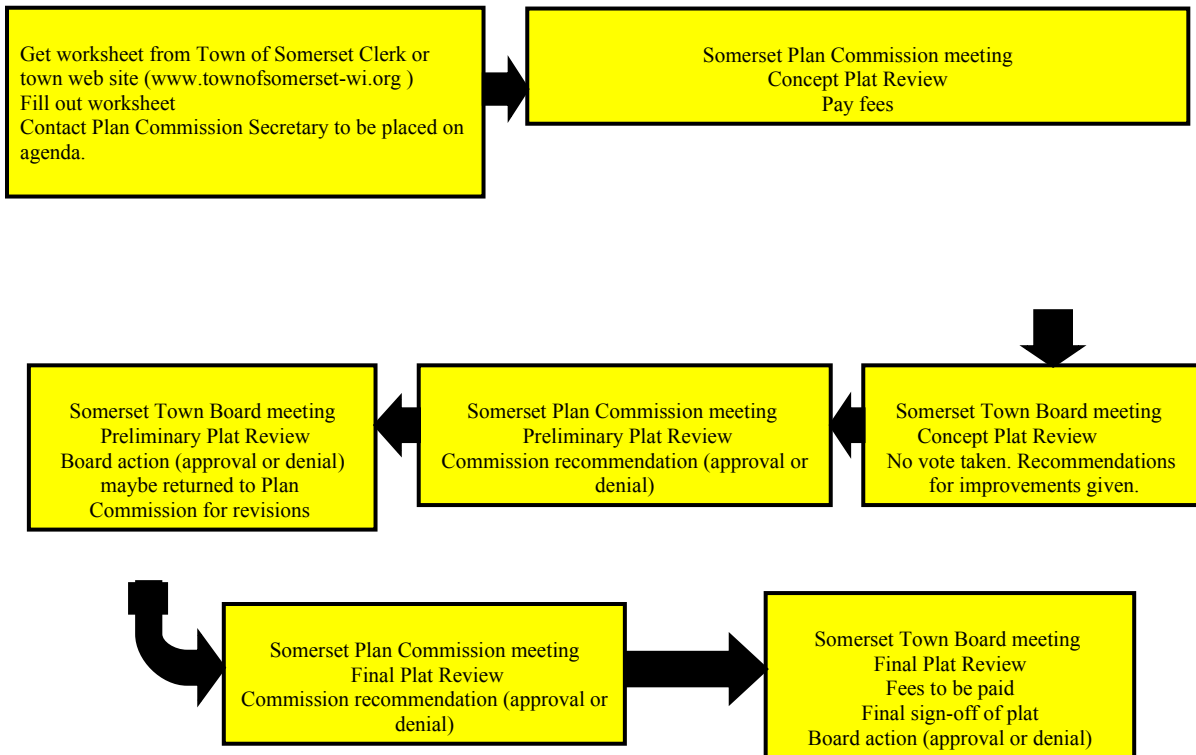 Get worksheet from Town of Somerset Clerk or
town web site (www.townofsomerset-wi.org )
Fill out worksheet
Contact Plan Commission Secretary to be placed on
agenda.
Somerset Plan Commission meeting
Concept Plat Review
Pay fees
Somerset Town Board meeting
Concept Plat Review
No vote taken. Recommendations
for improvements given.
Somerset Plan Commission meeting
Preliminary Plat Review
Commission recommendation (approval or
denial)
Somerset Town Board meeting
Preliminary Plat Review
Board action (approval or denial)
maybe returned to Plan
Commission for revisions
Somerset Plan Commission meeting
Final Plat Review
Commission recommendation (approval or
denial)
Somerset Town Board meeting
Final Plat Review
Fees to be paid
Final sign-off of plat
Board action (approval or denial)